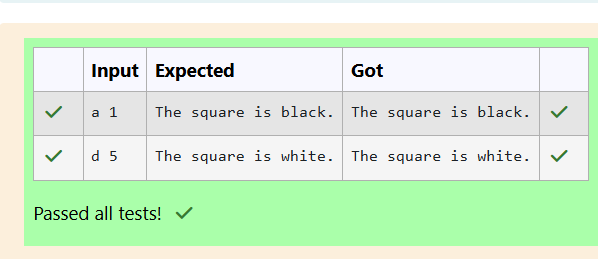 Input Expected Got
a 1 The square is black. The square is black.
d 5 The square is white. The square is white.
Passed all tests!